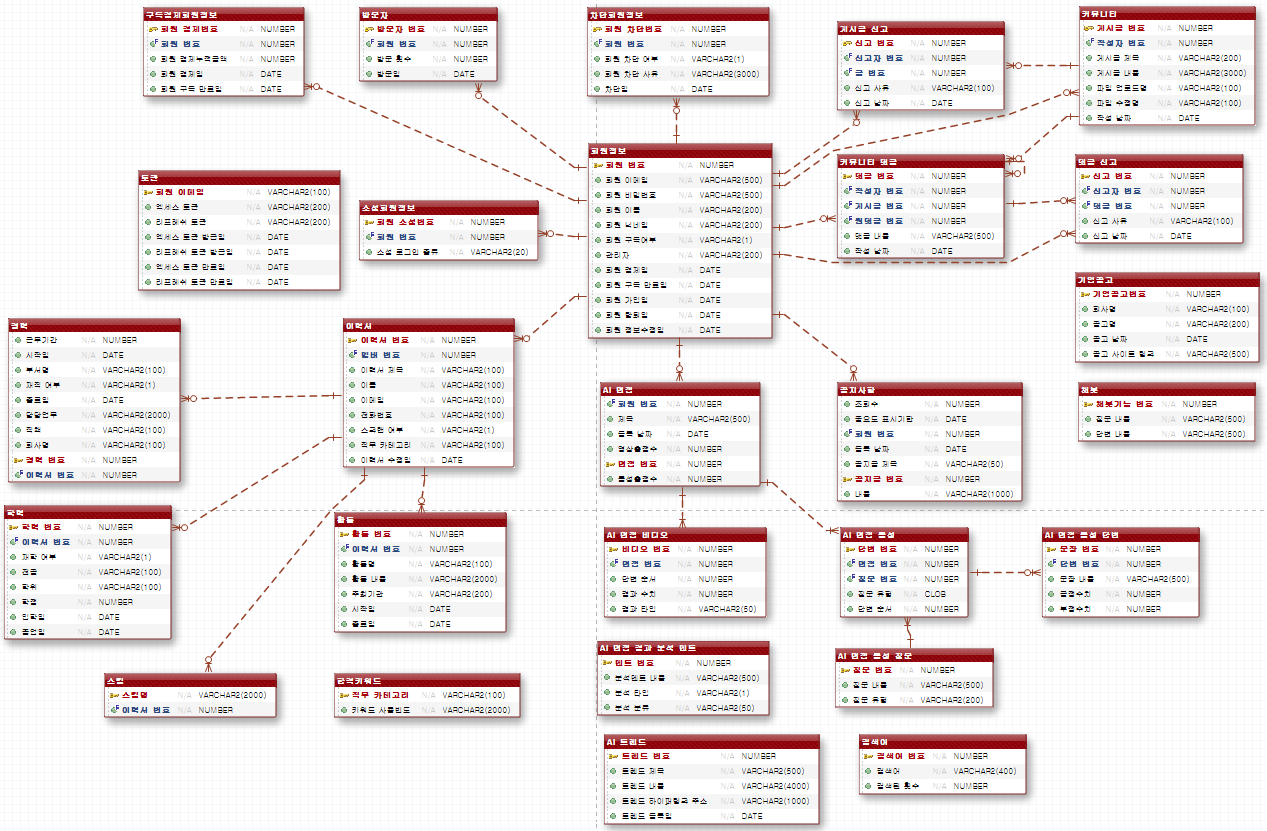 구독결제회원정보
회원 결제번호 N/A NUMBER
회원 번호 N/A NUMBER
회원 결제누적금액 N/A NUMBER
회원 결제일 N/A DATE
회원 구독 만료일 N/A DATE
방문자
방문자 번호 N/A NUMBER
회원 번호 N/A NUMBER
방문 횟수 N/A NUMBER
방문일 N/A DATE
차단회원정보
회원 차단번호 N/A NUMBER
회원 번호 N/A NUMBER
회원 차단 여부 N/A VARCHAR2(1)
회원 차단 사유 N/A VARCHAR2(3000)
차단일 N/A DATE
게시글 신고
신고 번호 N/A NUMBER
신고자 번호 N/A NUMBER
글 번호 N/A NUMBER
신고 사유 N/A VARCHAR2(100)
신고 날짜 N/A DATE
커뮤니티
게시글 번호 N/A NUMBER
작성자 번호 N/A NUMBER
게시글 제목 N/A VARCHAR2(200)
게시글 내용 N/A VARCHAR2(3000)
파일 업로드명 N/A VARCHAR2(100)
파일 수정명 N/A VARCHAR2(100)
작성 날짜 N/A DATE
토큰
회원 이메일 N/A VARCHAR2(100)
엑세스 토큰 N/A VARCHAR2(200)
리프레쉬 토큰 N/A VARCHAR2(200)
엑세스 토큰 발급일 N/A DATE
리프레쉬 토큰 발급일 N/A DATE
엑세스 토큰 만료일 N/A DATE
리프레쉬 토큰 만료일 N/A DATE
소셜회원정보
회원 소셜번호 N/A NUMBER
회원 번호 N/A NUMBER
소셜 로그인 종류 N/A VARCHAR2(20)
회원정보
회원 번호 N/A NUMBER
회원 이메일 N/A VARCHAR2(500)
회원 비밀번호 N/A VARCHAR2(500)
회원 이름 N/A VARCHAR2(200)
회원 닉네임 N/A VARCHAR2(200)
회원 구독여부 N/A VARCHAR2(1)
관리자 N/A VARCHAR2(200)
회원 결제일 N/A DATE
회원 구독 만료일 N/A DATE
회원 가입일 N/A DATE
회원 탈퇴일 N/A DATE
회원 정보수정일 N/A DATE
커뮤니티 댓글
댓글 번호 N/A NUMBER
작성자 번호 N/A NUMBER
게시글 번호 N/A NUMBER
원댓글 번호 N/A NUMBER
댓글 내용 N/A VARCHAR2(500)
작성 날짜 N/A DATE
댓글 신고
신고 번호 N/A NUMBER
신고자 번호 N/A NUMBER
댓글 번호 N/A NUMBER
신고 사유 N/A VARCHAR2(100)
신고 날짜 N/A DATE
기업공고
기업공고번호 N/A NUMBER
회사명 N/A VARCHAR2(100)
공고명 N/A VARCHAR2(200)
공고 날짜 N/A DATE
공고 사이트 링크 N/A VARCHAR2(500)
경력
근무기간 N/A NUMBER
시작일 N/A DATE
부서명 N/A VARCHAR2(100)
재직 여부 N/A VARCHAR2(1)
종료일 N/A DATE
담당업무 N/A VARCHAR2(2000)
직책 N/A VARCHAR2(100)
회사명 N/A VARCHAR2(100)
경력 번호 N/A NUMBER
이력서 번호 N/A NUMBER
이력서
이력서 번호 N/A NUMBER
멤버 번호 N/A NUMBER
이력서 제목 N/A VARCHAR2(100)
이름 N/A VARCHAR2(100)
이메일 N/A VARCHAR2(100)
전화번호 N/A VARCHAR2(100)
스크랩 여부 N/A VARCHAR2(1)
직무 카테고리 N/A VARCHAR2(100)
이력서 수정일 N/A DATE
AI 면접
회원 번호 N/A NUMBER
제목 N/A VARCHAR2(500)
등록 날짜 N/A DATE
영상총점수 N/A NUMBER
면접 번호 N/A NUMBER
음성총점수 N/A NUMBER
공지사항
조회수 N/A NUMBER
올모드 표시기한 N/A DATE
회원 번호 N/A NUMBER
등록 날짜 N/A DATE
공지글 제목 N/A VARCHAR2(50)
공지글 번호 N/A NUMBER
내용 N/A VARCHAR2(1000)
챗봇
챗봇기능 번호 N/A NUMBER
질문 내용 N/A VARCHAR2(500)
답변 내용 N/A VARCHAR2(500)
학력
학력 번호 N/A NUMBER
이력서 번호 N/A NUMBER
재학 여부 N/A VARCHAR2(1)
전공 N/A VARCHAR2(100)
학위 N/A VARCHAR2(100)
학점 N/A NUMBER
입학일 N/A DATE
졸업일 N/A DATE
활동
활동 번호 N/A NUMBER
이력서 번호 N/A NUMBER
활동명 N/A VARCHAR2(100)
활동 내용 N/A VARCHAR2(2000)
주최기관 N/A VARCHAR2(200)
시작일 N/A DATE
종료일 N/A DATE
AI 면접 비디오
비디오 번호 N/A NUMBER
면접 번호 N/A NUMBER
답변 순서 N/A NUMBER
결과 수치 N/A NUMBER
결과 타입 N/A VARCHAR2(50)
AI 면접 음성
답변 번호 N/A NUMBER
면접 번호 N/A NUMBER
질문 번호 N/A NUMBER
질문 유형 N/A CLOB
답변 순서 N/A NUMBER
AI 면접 음성 답변
문장 번호 N/A NUMBER
답변 번호 N/A NUMBER
문장 내용 N/A VARCHAR2(500)
긍정수치 N/A NUMBER
부정수치 N/A NUMBER
AI 면접 결과 분석 멘트
멘트 번호 N/A NUMBER
분석멘트 내용 N/A VARCHAR2(500)
분석 타입 N/A VARCHAR2(1)
분석 분류 N/A VARCHAR2(50)
AI 면접 음성 질문
질문 번호 N/A NUMBER
질문 내용 N/A VARCHAR2(500)
질문 유형 N/A VARCHAR2(200)
스킬
스킬명 N/A VARCHAR2(2000)
이력서 번호 N/A NUMBER
직무 카테고리 N/A VARCHAR2(100)
키워드 N/A VARCHAR2(2000)
AI 트렌드
트렌드 번호 N/A NUMBER
트렌드 제목 N/A VARCHAR2(500)
트렌드 내용 N/A VARCHAR2(4000)
트렌드 하이퍼링크 주소 N/A VARCHAR2(1000)
트렌드 등록일 N/A DATE
검색어
검색어 번호 N/A NUMBER
검색어 N/A VARCHAR2(400)
검색된 횟수 N/A NUMBER